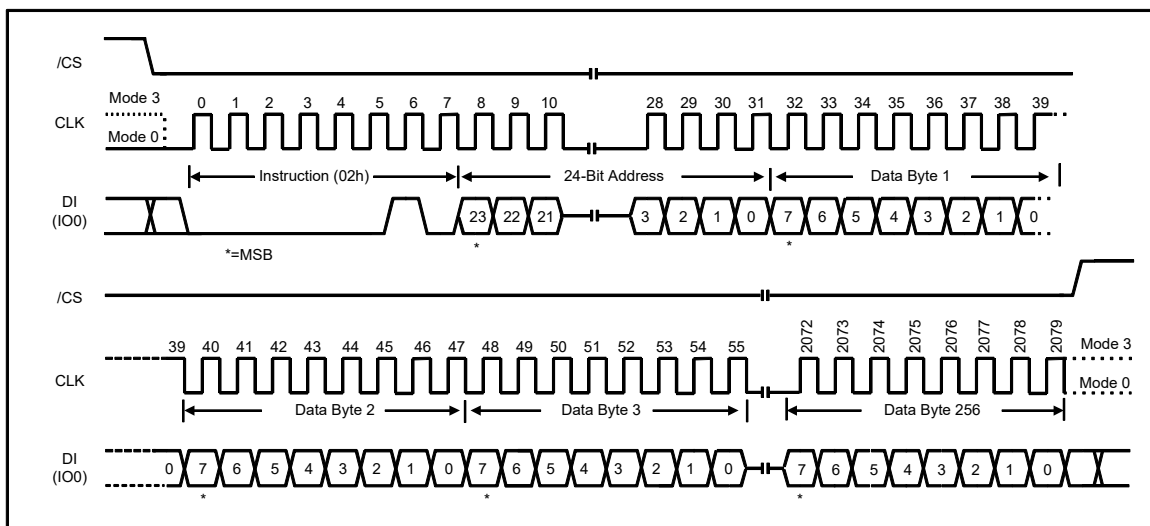 /CS
Mode 3
0 1 2 3 4 5 6 7 8 9 10 28 29 30 31 32 33 34 35 36 37 38 39
CLK
Mode 0
Instruction (02h) 24-Bit Address Data Byte 1
DI
(IO0)
23 22 21 3 2 1 0 7 6 5 4 3 2 1 0
* *
*=MSB
/CS
39 40 41 42 43 44 45 46 47 48 49 50 51 52 53 54 55 2072 2073 2074 2075 2076 2077 2078 2079
Mode 3
CLK
Mode 0
Data Byte 2 Data Byte 3 Data Byte 256
DI
(IO0)
0 7 6 5 4 3 2 1 0 7 6 5 4 3 2 1 0 7 6 5 4 3 2 1 0
* * *